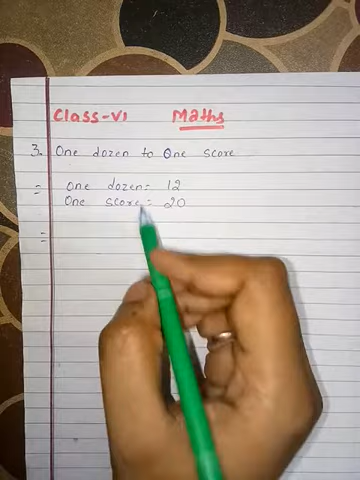 Class-VI Maths
3. One dozen to One score
= One dozen = 12
One score = 20
=